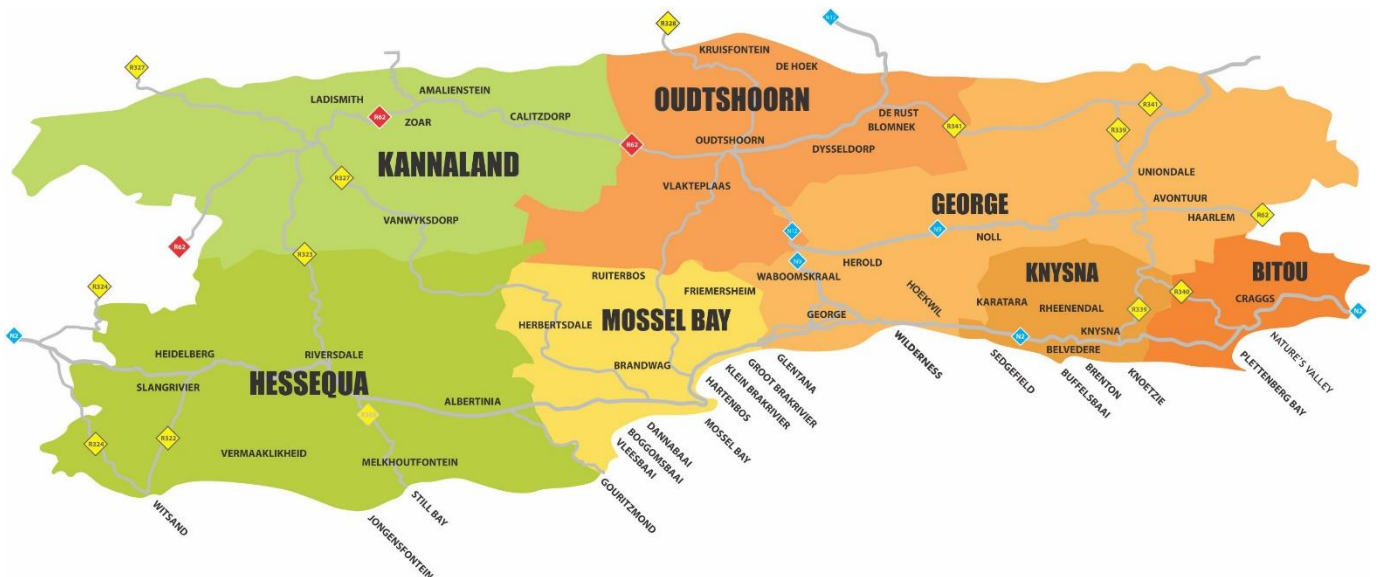 R328
N12
KRUISFONTEIN
R327
DE HOEK
AMALIENSTEIN
LADISMITH
OUDTSHOORN
R341
R62
CALITZDORP
DE RUST
ZOAR
BLOMNEK
R341
R339
OUDTSHOORN
R62
DYSSELDORP
KANNALAND
R327
UNIONDALE
VLAKTEPLAAS
AVONTUUR
GEORGE
HAARLEM
R62
VANWYKSDORP
N12
N9
NOLL
R62
R323
HEROLD
N9
RUITERBOS
WABOOMSKRAAL
KNYSNA
BITOU
R324
FRIEMERSHEIM
HOEKWIL
KARATARA
RHEENENDAL
R340
CRAGGS
GEORGE
R339
N2
MOSSEL BAY
HERBERTSDALE
N2
KNYSNA
N2
BELVEDERE
HEIDELBERG
RIVERSDALE
BRANDWAG
WILDERNESS
SEDGEFIELD
BUFFELSBAAI
BRENTON
KNOETZIE
PLETTENBERG BAY
NATURE'S VALLEY
SLANGRIVIER
HESSEQUA
GLENTANA
GROOT BRAKRIVIER
KLEIN BRAKRIVIER
HARTENBOS
ALBERTINIA
MOSSEL BAY
R324
R322
DANNABAAI
BOGGOMSBAAI
VLEESBAAI
VERMAAKLIKHEID
MELKHOUTFONTEIN
GOURITZMOND
STILL BAY
WITSAND
JONGENSFONTEIN